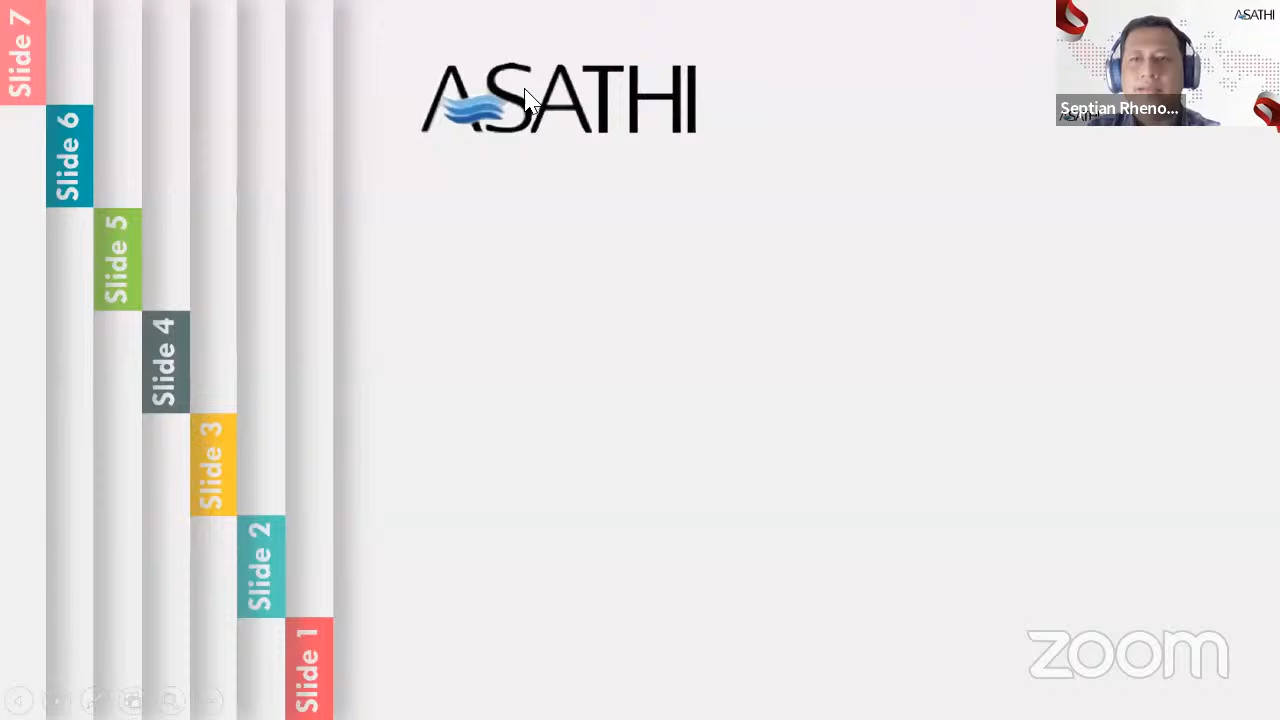 Slide 7
Slide 6
Slide 5
Slide 4
Slide 3
Slide 2
Slide 1
ASATHI
ASATHI
Septian Rheno...
ASATHI
zoom